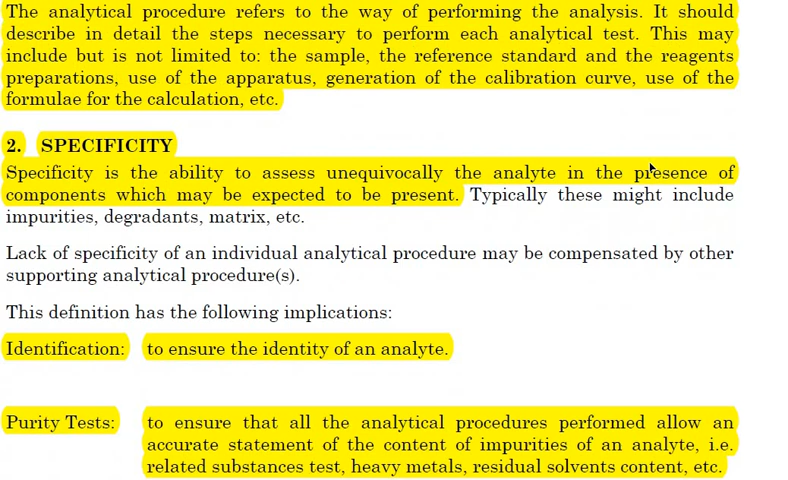 The analytical procedure refers to the way of performing the analysis. It should
describe in detail the steps necessary to perform each analytical test. This may
include but is not limited to: the sample, the reference standard and the reagents
preparations, use of the apparatus, generation of the calibration curve, use of the
formulae for the calculation, etc.
2. SPECIFICITY
Specificity is the ability to assess unequivocally the analyte in the presence of
components which may be expected to be present. Typically these might include
impurities, degradants, matrix, etc.
Lack of specificity of an individual analytical procedure may be compensated by other
supporting analytical procedure(s).
This definition has the following implications:
Identification: to ensure the identity of an analyte.
Purity Tests: to ensure that all the analytical procedures performed allow an
accurate statement of the content of impurities of an analyte, i.e.
related substances test, heavy metals, residual solvents content, etc.